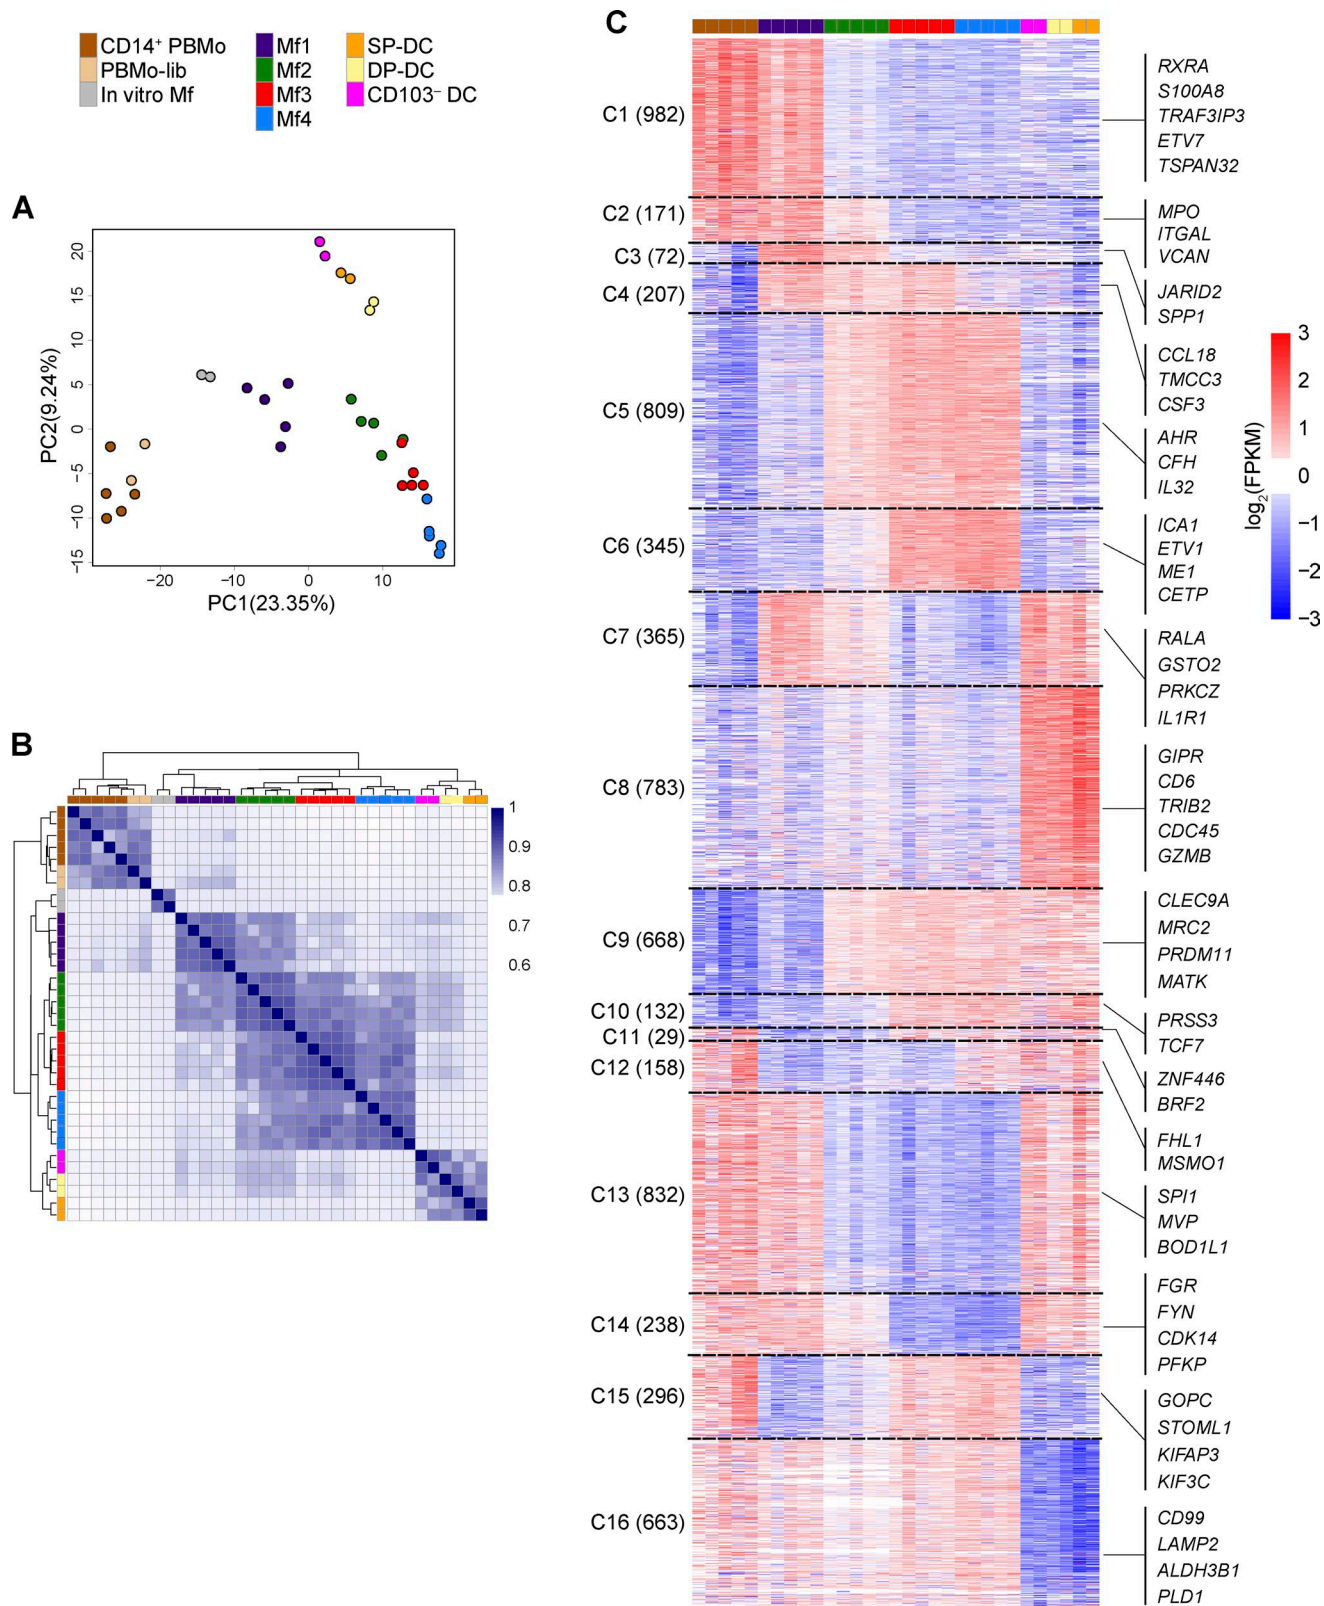 CD14⁺ PBMo
PBMo-lib
In vitro Mf
Mf1
Mf2
Mf3
Mf4
SP-DC
DP-DC
CD103⁻ DC
A
PC2(9.24%)
20
15
10
5
0
-5
-10
-15
-20
-10
0
10
PC1(23.35%)
B
1
0.9
0.8
0.7
0.6
C
C1 (982)
C2 (171)
C3 (72)
C4 (207)
C5 (809)
C6 (345)
C7 (365)
C8 (783)
C9 (668)
C10 (132)
C11 (29)
C12 (158)
C13 (832)
C14 (238)
C15 (296)
C16 (663)
RXRA
S100A8
TRAF3IP3
ETV7
TSPAN32
MPO
ITGAL
VCAN
JARID2
SPP1
CCL18
TMCC3
CSF3
AHR
CFH
IL32
ICA1
ETV1
ME1
CETP
RALA
GSTO2
PRKCZ
IL1R1
GIPR
CD6
TRIB2
CDC45
GZMB
CLEC9A
MRC2
PRDM11
MATK
PRSS3
TCF7
ZNF446
BRF2
FHL1
MSMO1
SPI1
MVP
BOD1L1
FGR
FYN
CDK14
PFKP
GOPC
STOML1
KIFAP3
KIF3C
CD99
LAMP2
ALDH3B1
PLD1
log₂(FPKM)
3
2
1
0
−1
−2
−3